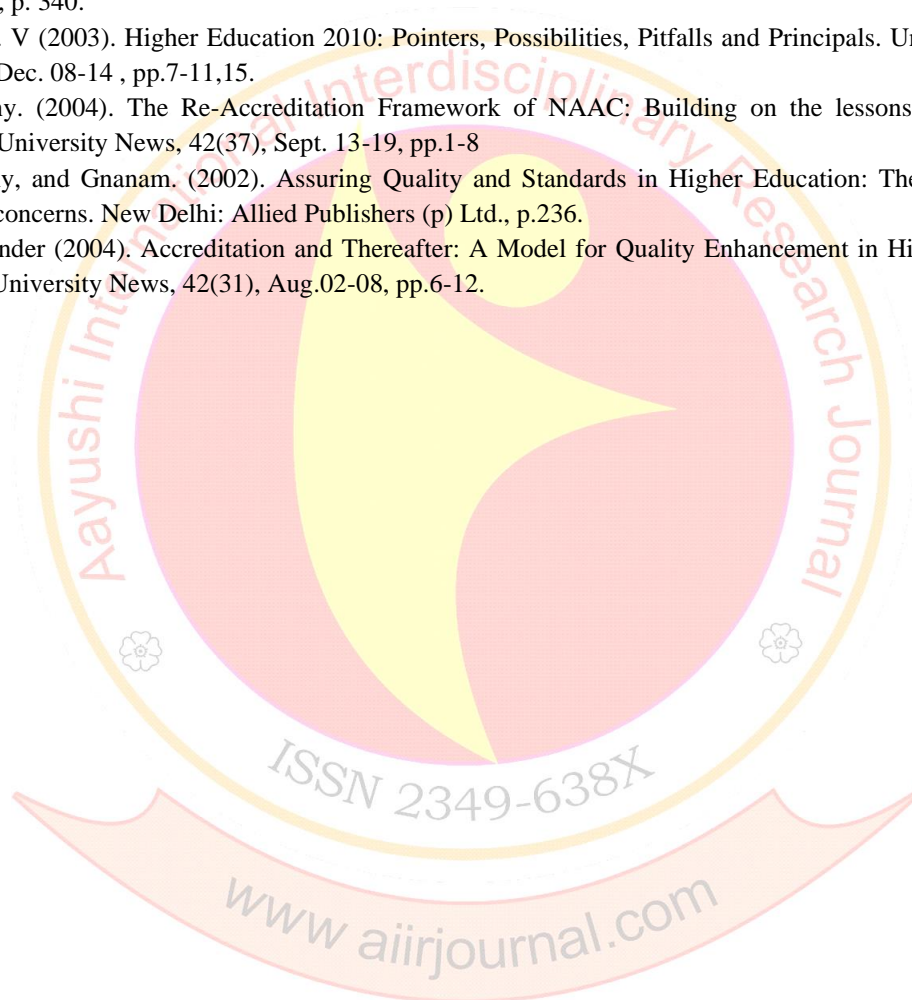 , p. 340.
. V (2003). Higher Education 2010: Pointers, Possibilities, Pitfalls and Principals. Un
Dec. 08-14 , pp.7-11,15.
ny. (2004). The Re-Accreditation Framework of NAAC: Building on the lessons
University News, 42(37), Sept. 13-19, pp.1-8
y, and Gnanam. (2002). Assuring Quality and Standards in Higher Education: The
concerns. New Delhi: Allied Publishers (p) Ltd., p.236.
nder (2004). Accreditation and Thereafter: A Model for Quality Enhancement in Hi
University News, 42(31), Aug.02-08, pp.6-12.
Aayushi International Interdisciplinary Research Journal
ISSN 2349-638X
www aiirjournal.com